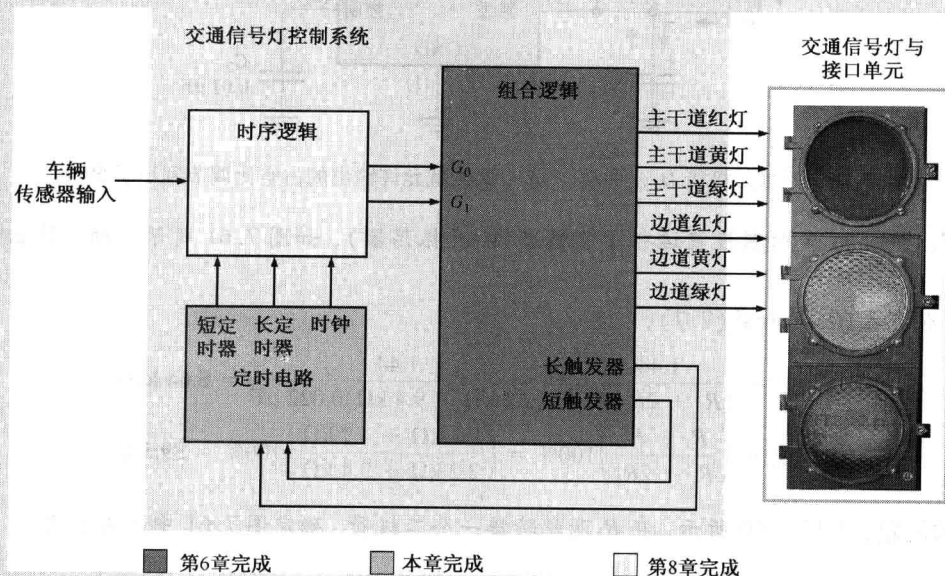 交通信号灯控制系统
交通信号灯与
接口单元
组合逻辑
时序逻辑
车辆
传感器输入
G₀
G₁
主干道红灯
主干道黄灯
主干道绿灯
边道红灯
边道黄灯
边道绿灯
短定
时器
长定
时器
时钟
定时电路
长触发器
短触发器
第6章完成
本章完成
第8章完成